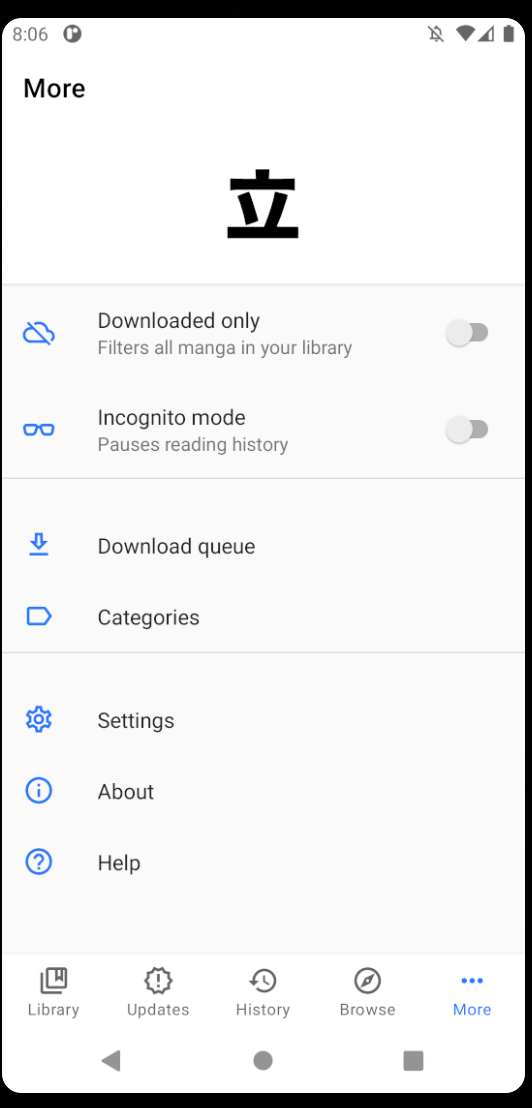 8:06
More
立
Downloaded only
Filters all manga in your library
Incognito mode
Pauses reading history
Download queue
Categories
Settings
About
Help
Library Updates History Browse More